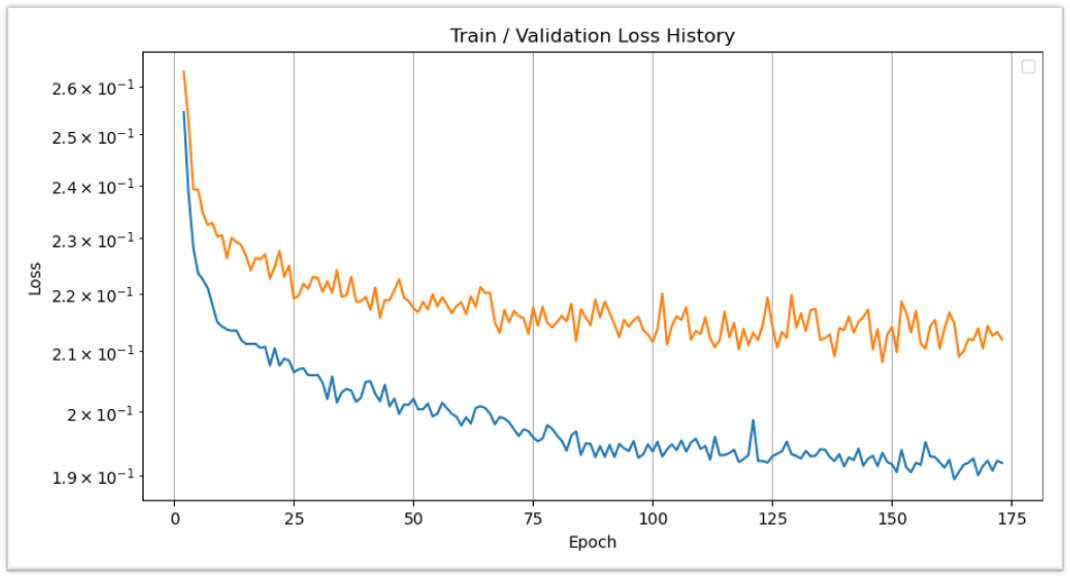 Train / Validation Loss History
2.6 × 10⁻¹
2.5 × 10⁻¹
2.4 × 10⁻¹
2.3 × 10⁻¹
2.2 × 10⁻¹
2.1 × 10⁻¹
2 × 10⁻¹
1.9 × 10⁻¹
Loss
0 25 50 75 100 125 150 175
Epoch